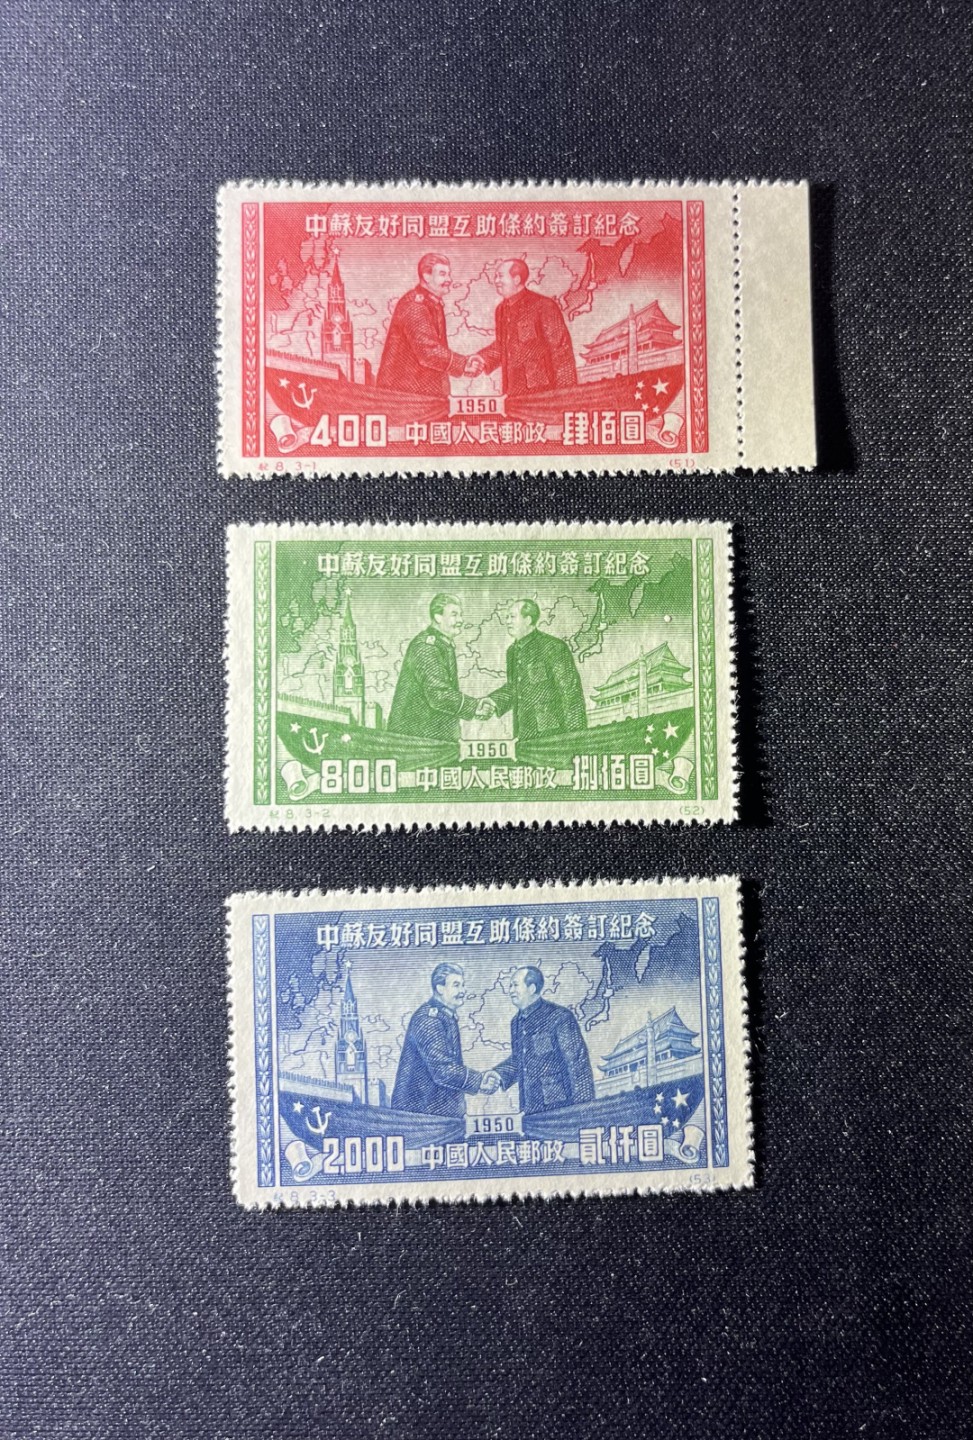 中蘇友好同盟互助條約簽訂紀念
1950
400 中國人民郵政 肆佰圓
紀 8. 3-1 (51)
中蘇友好同盟互助條約簽訂紀念
1950
800 中國人民郵政 捌佰圓
紀 8. 3-2 (52)
中蘇友好同盟互助條約簽訂紀念
1950
2000 中國人民郵政 貳仟圓
紀 8. 3-3 (53)